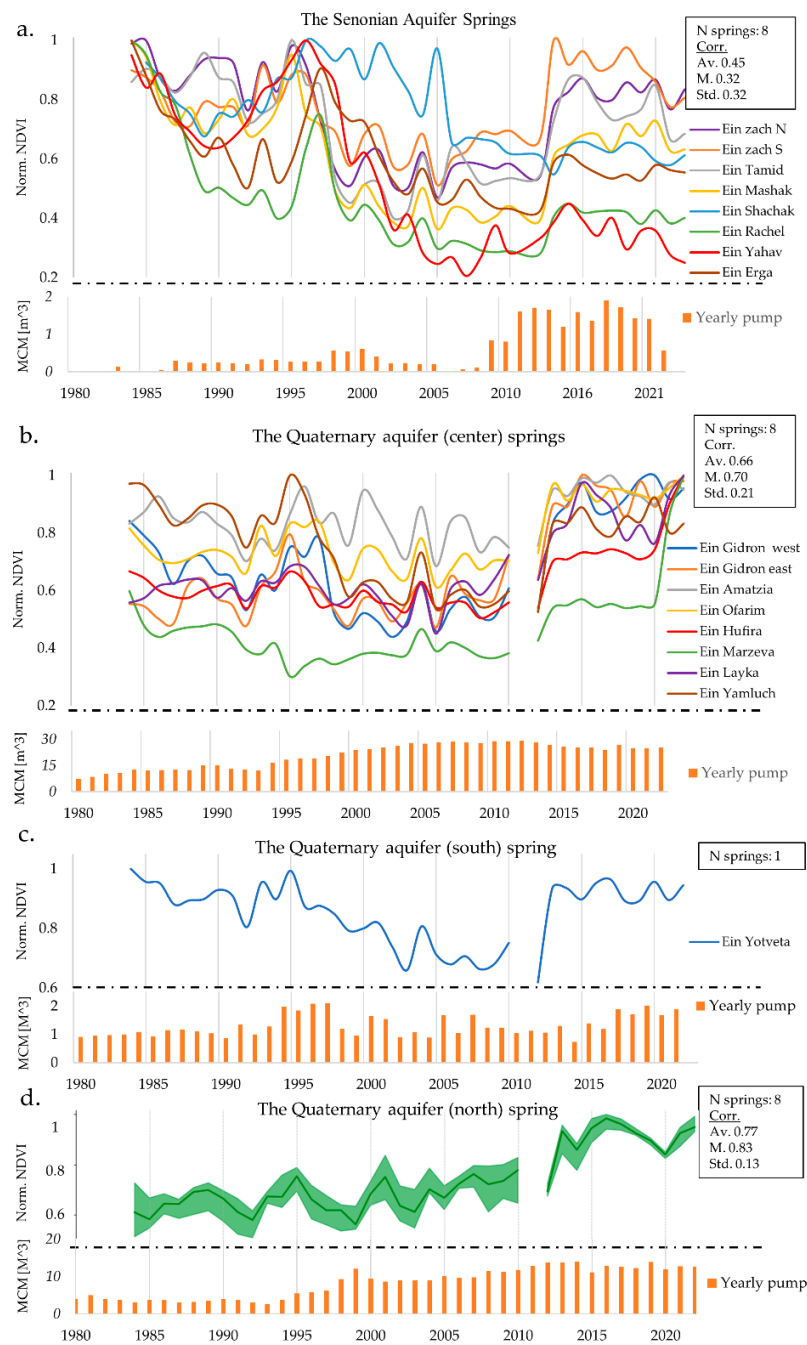 a.
The Senonian Aquifer Springs
N springs: 8
Corr.
Av. 0.45
M. 0.32
Std. 0.32
Norm. NDVI
1
0.8
0.6
0.4
0.2
Ein zach N
Ein zach S
Ein Tamid
Ein Mashak
Ein Shachak
Ein Rachel
Ein Yahav
Ein Erga
MCM [m^3]
2
1
0
Yearly pump
1980 1985 1990 1995 2000 2005 2010 2016 2021
b.
The Quaternary aquifer (center) springs
N springs: 8
Corr.
Av. 0.66
M. 0.70
Std. 0.21
Norm. NDVI
1
0.8
0.6
0.4
0.2
Ein Gidron west
Ein Gidron east
Ein Amatzia
Ein Ofarim
Ein Hufira
Ein Marzeva
Ein Layka
Ein Yamluch
MCM [m^3]
30
15
0
Yearly pump
1980 1985 1990 1995 2000 2005 2010 2015 2020
c.
The Quaternary aquifer (south) spring
N springs: 1
Norm. NDVI
1
0.8
0.6
Ein Yotveta
MCM [M^3]
2
1
0
Yearly pump
1980 1985 1990 1995 2000 2005 2010 2015 2020
d.
The Quaternary aquifer (north) spring
N springs: 8
Corr.
Av. 0.77
M. 0.83
Std. 0.13
Norm. NDVI
1
0.8
0.6
20
MCM [M^3]
10
0
Yearly pump
1980 1985 1990 1995 2000 2005 2010 2015 2020